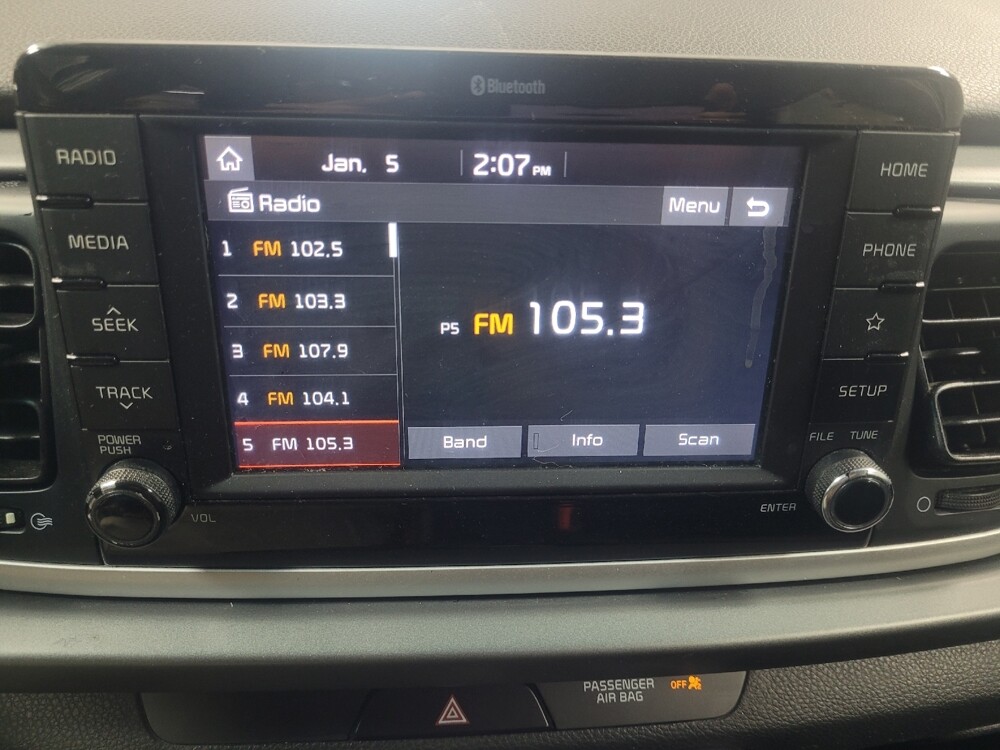 Bluetooth
RADIO
MEDIA
SEEK
TRACK
POWER
PUSH
VOL
Jan. 5 2:07 PM
Radio Menu
1 FM 102.5
2 FM 103.3
3 FM 107.9
4 FM 104.1
5 FM 105.3
P5 FM 105.3
Band Info Scan
HOME
PHONE
SETUP
FILE TUNE
ENTER
PASSENGER
AIR BAG
OFF